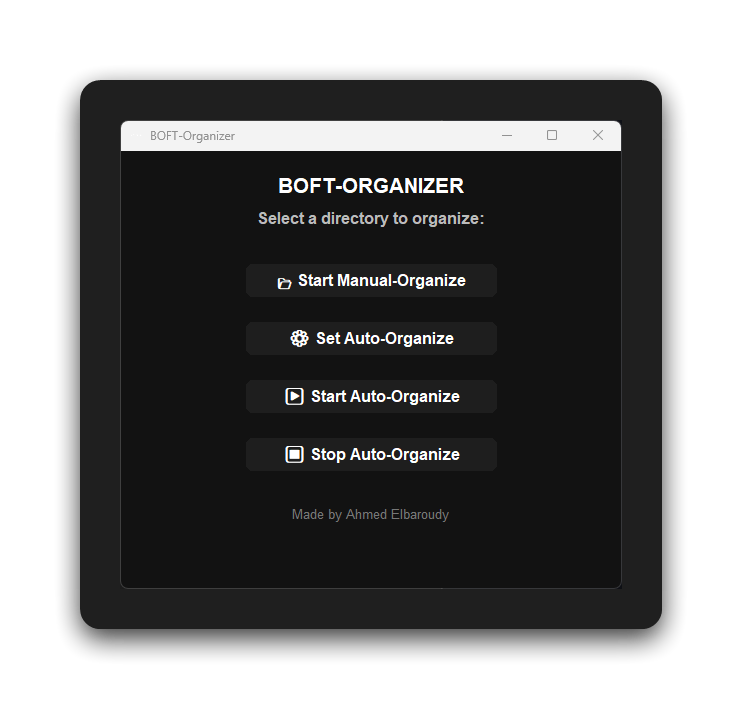 BOFT-Organizer
BOFT-ORGANIZER
Select a directory to organize:
Start Manual-Organize
Set Auto-Organize
Start Auto-Organize
Stop Auto-Organize
Made by Ahmed Elbaroudy